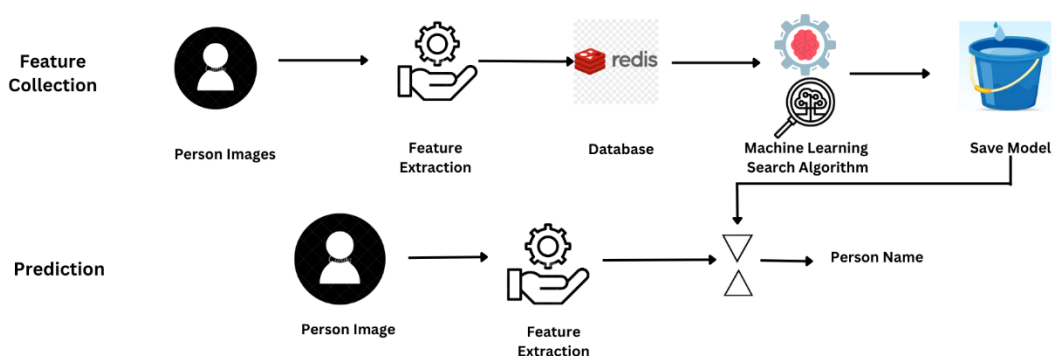 Feature
Collection
redis
Person Images
Feature
Extraction
Database
Machine Learning
Search Algorithm
Save Model
Prediction
Person Name
Person Image
Feature
Extraction